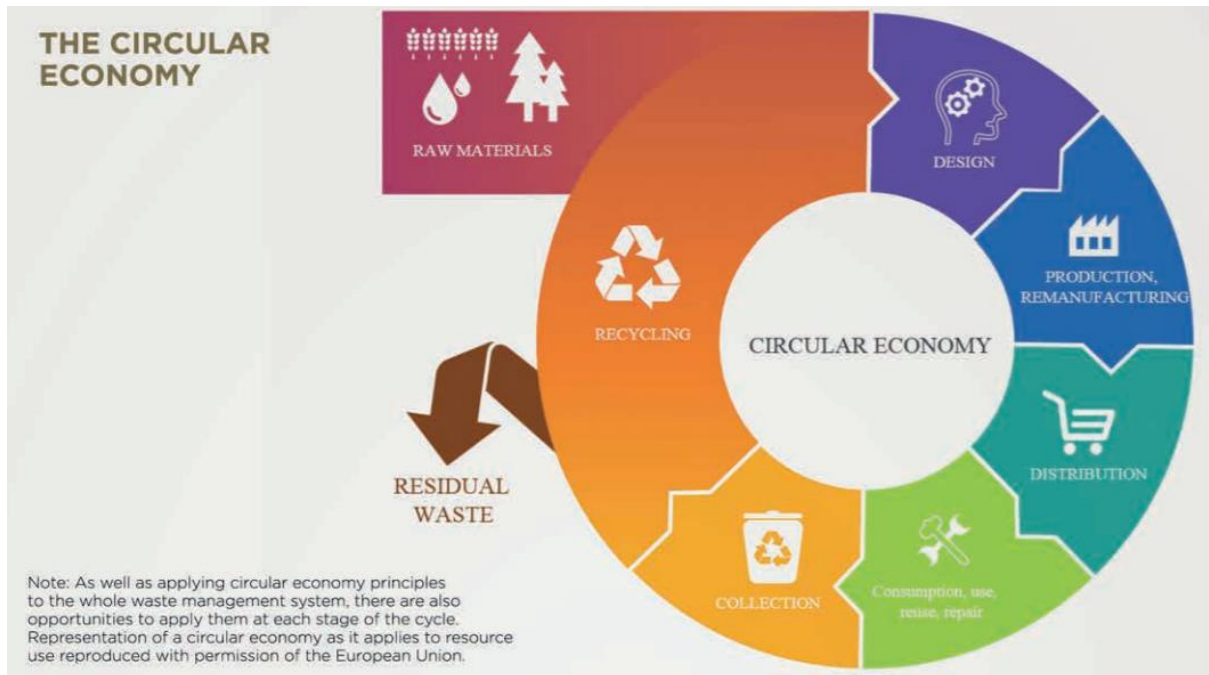 THE CIRCULAR
ECONOMY
RAW MATERIALS
DESIGN
PRODUCTION,
REMANUFACTURING
RECYCLING
CIRCULAR ECONOMY
DISTRIBUTION
RESIDUAL
WASTE
COLLECTION
Consumption, use,
reuse, repair
Note: As well as applying circular economy principles
to the whole waste management system, there are also
opportunities to apply them at each stage of the cycle.
Representation of a circular economy as it applies to resource
use reproduced with permission of the European Union.